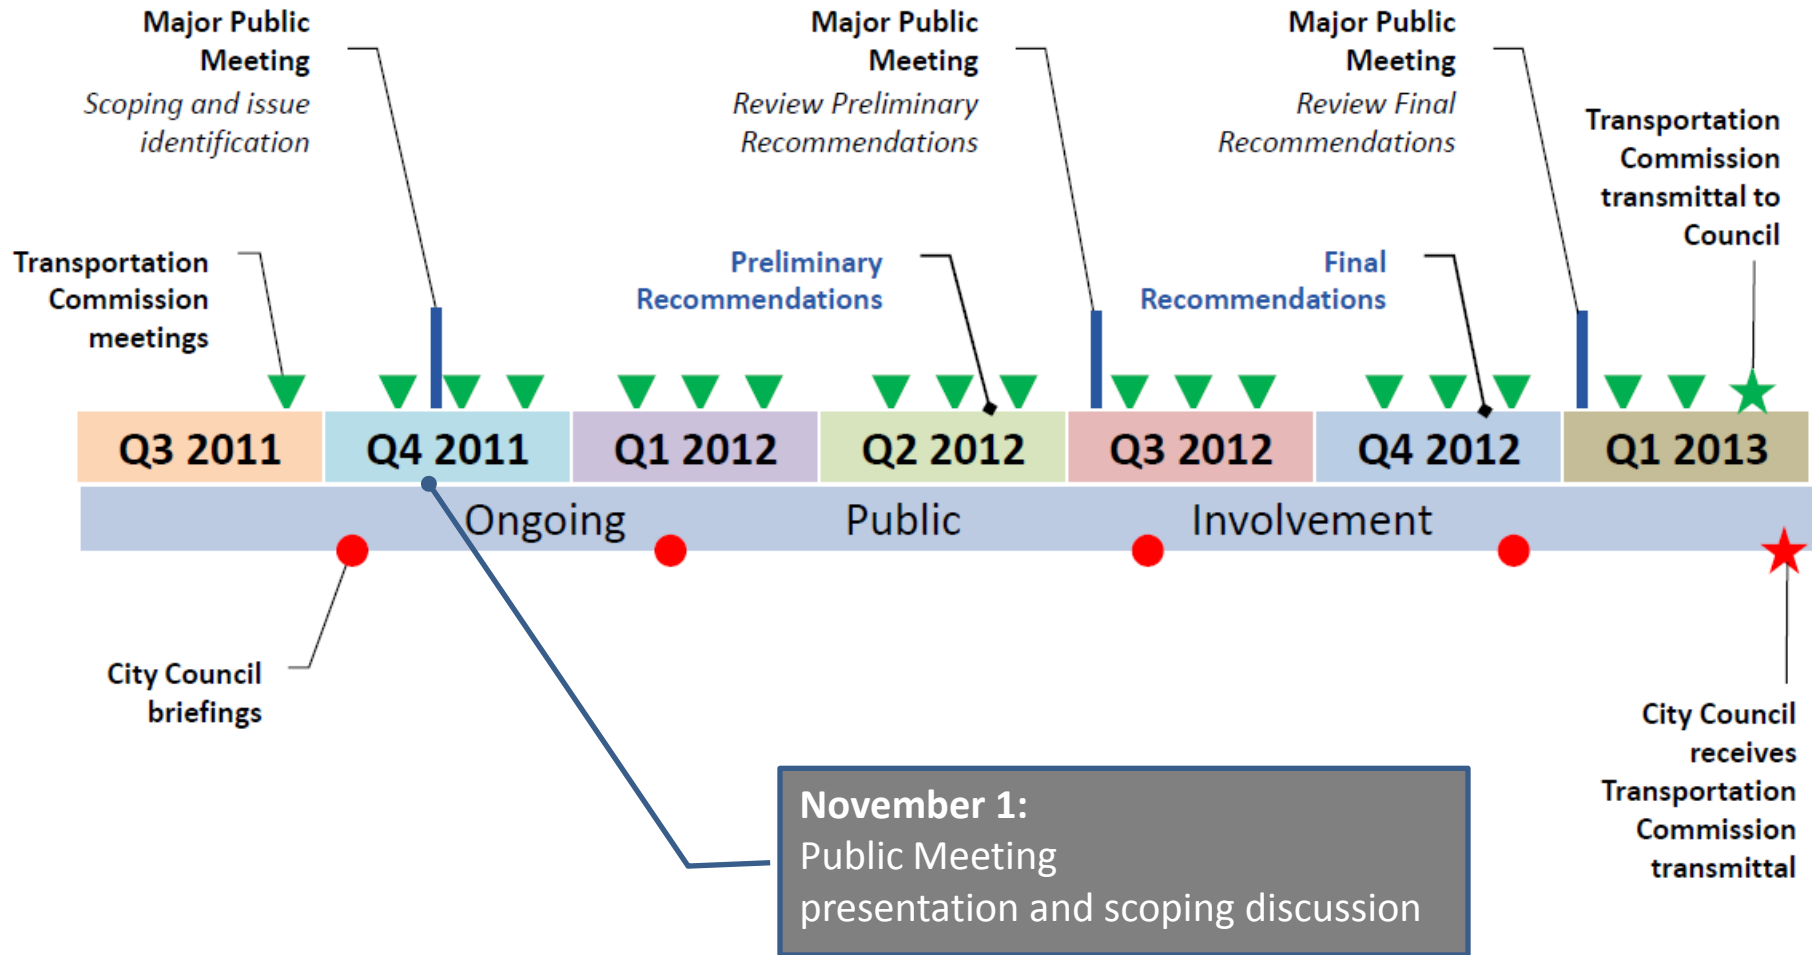 Major Public
Meeting
Scoping and issue
identification
Major Public
Meeting
Review Preliminary
Recommendations
Major Public
Meeting
Review Final
Recommendations
Transportation
Commission
transmittal to
Council
Transportation
Commission
meetings
Preliminary
Recommendations
Final
Recommendations
Q3 2011
Q4 2011
Q1 2012
Q2 2012
Q3 2012
Q4 2012
Q1 2013
Ongoing Public Involvement
City Council
briefings
City Council
receives
Transportation
Commission
transmittal
November 1:
Public Meeting
presentation and scoping discussion